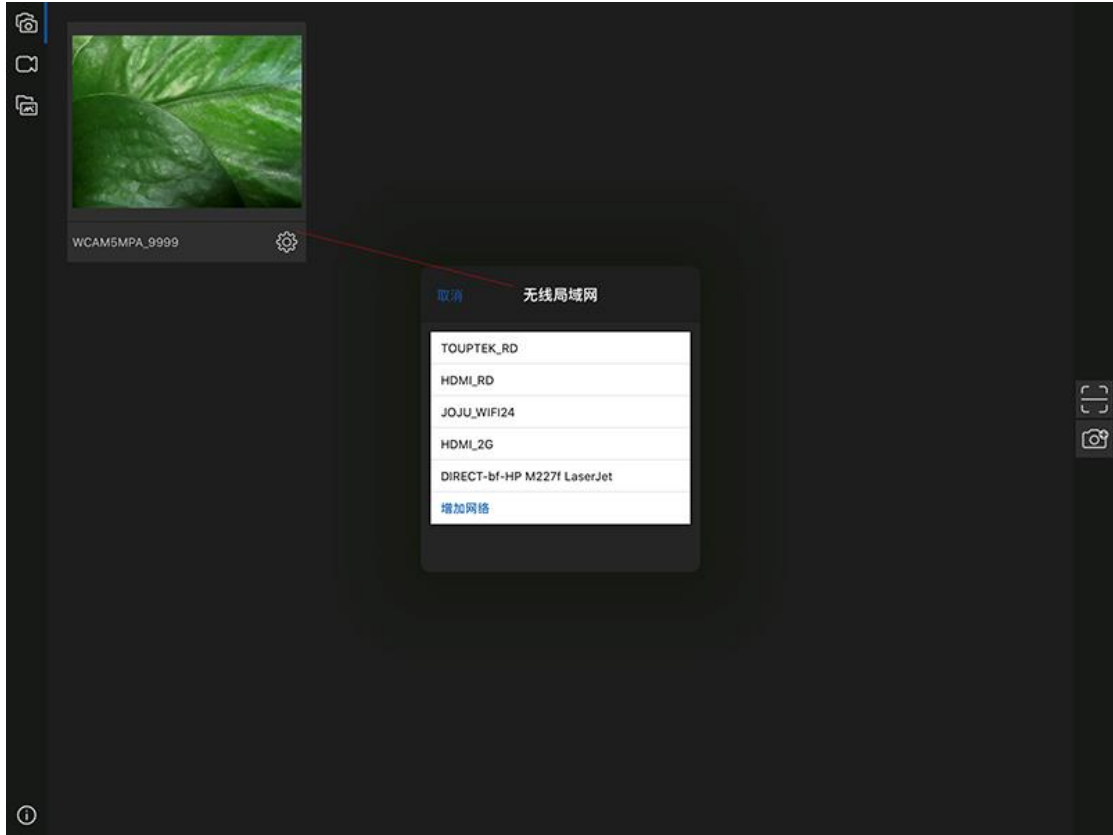 WCAM5MPA_9999
取消
无线局域网
TOUPTEK_RD
HDMI_RD
JOJU_WIFI24
HDMI_2G
DIRECT-bf-HP M227f LaserJet
增加网络